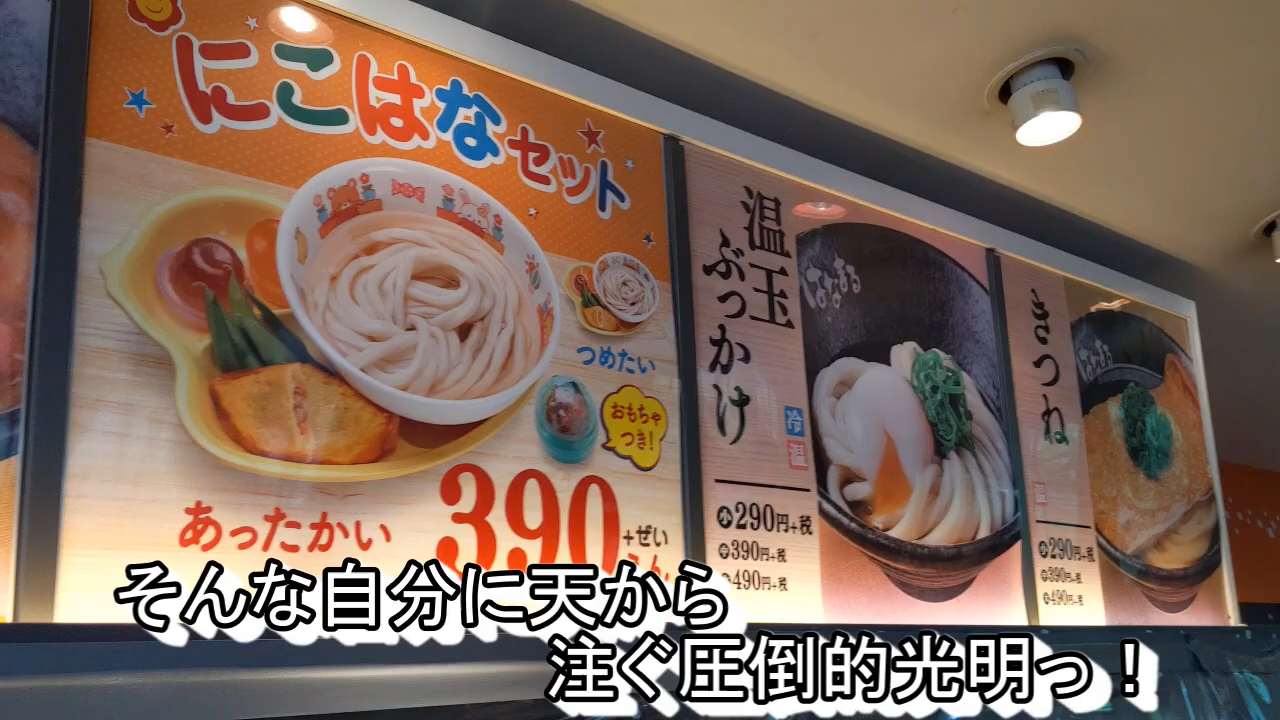 にこはなセット
つめたい
おもちゃ
つき!
あったかい
390
+ぜい
温玉
ぶっかけ
冷
温
小290円+税
中390円+税
490円+税
はなまる
きつね
温
小290円+税
中390円+税
大490円+税
はなまる
そんな自分に天から
注ぐ圧倒的光明っ!